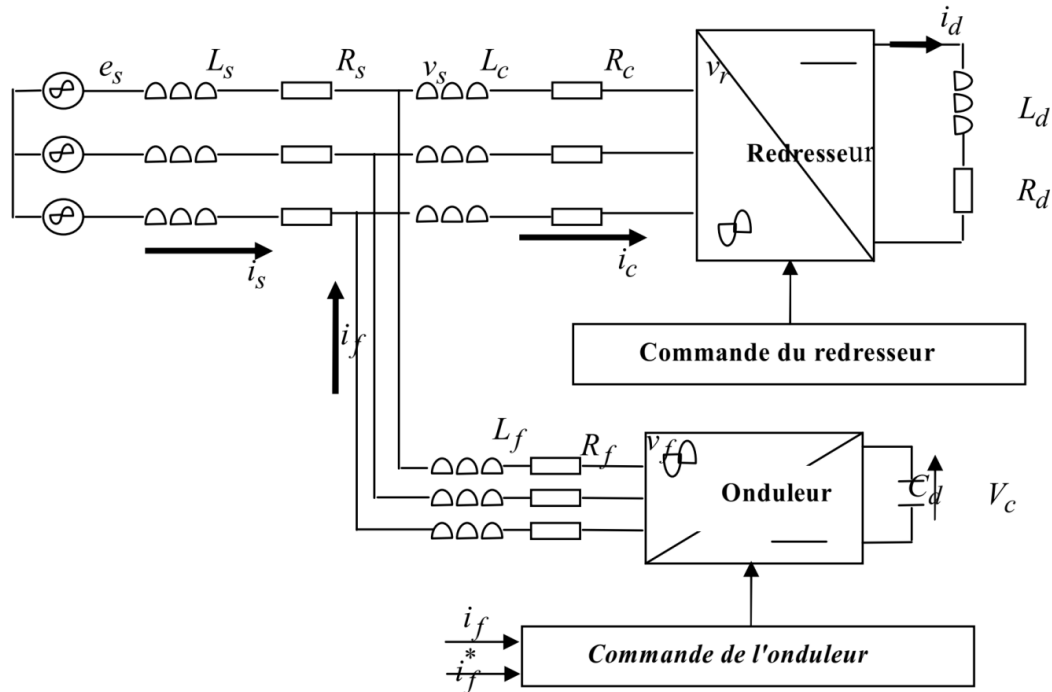 i_d
e_s L_s R_s v_s L_c R_c v_r
L_d
Redresseur
R_d
i_s i_c
i_f
Commande du redresseur
L_f R_f v_f
Onduleur C_d V_c
i_f
i_f^*
Commande de l'onduleur